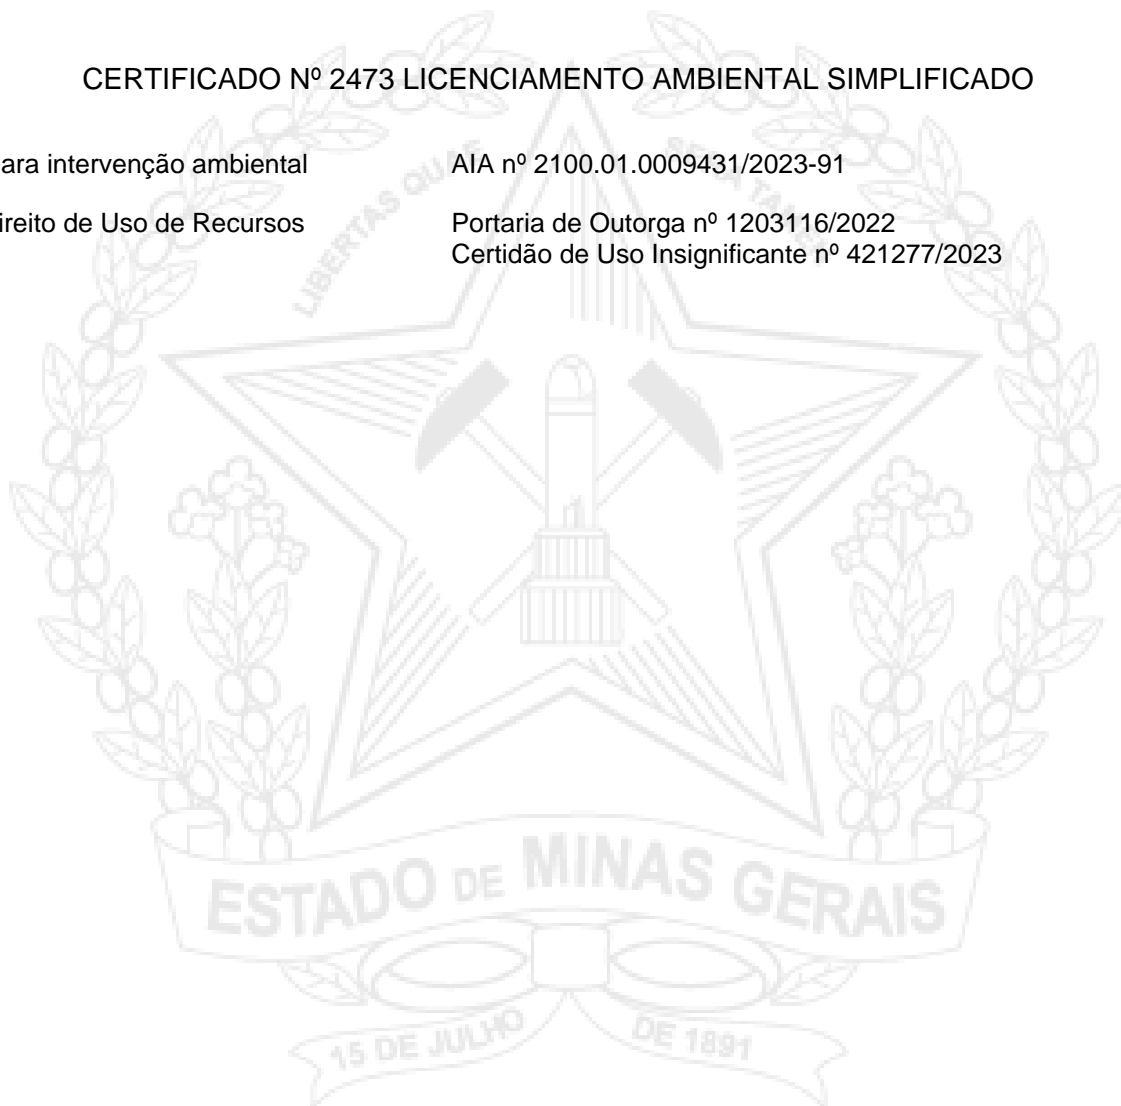 CERTIFICADO Nº 2473 LICENCIAMENTO AMBIENTAL SIMPLIFICADO
ara intervenção ambiental AIA nº 2100.01.0009431/2023-91
ireito de Uso de Recursos Portaria de Outorga nº 1203116/2022
Certidão de Uso Insignificante nº 421277/2023
LIBERTAS QUAE SERA TAMEN
ESTADO DE MINAS GERAIS
15 DE JULHO DE 1891